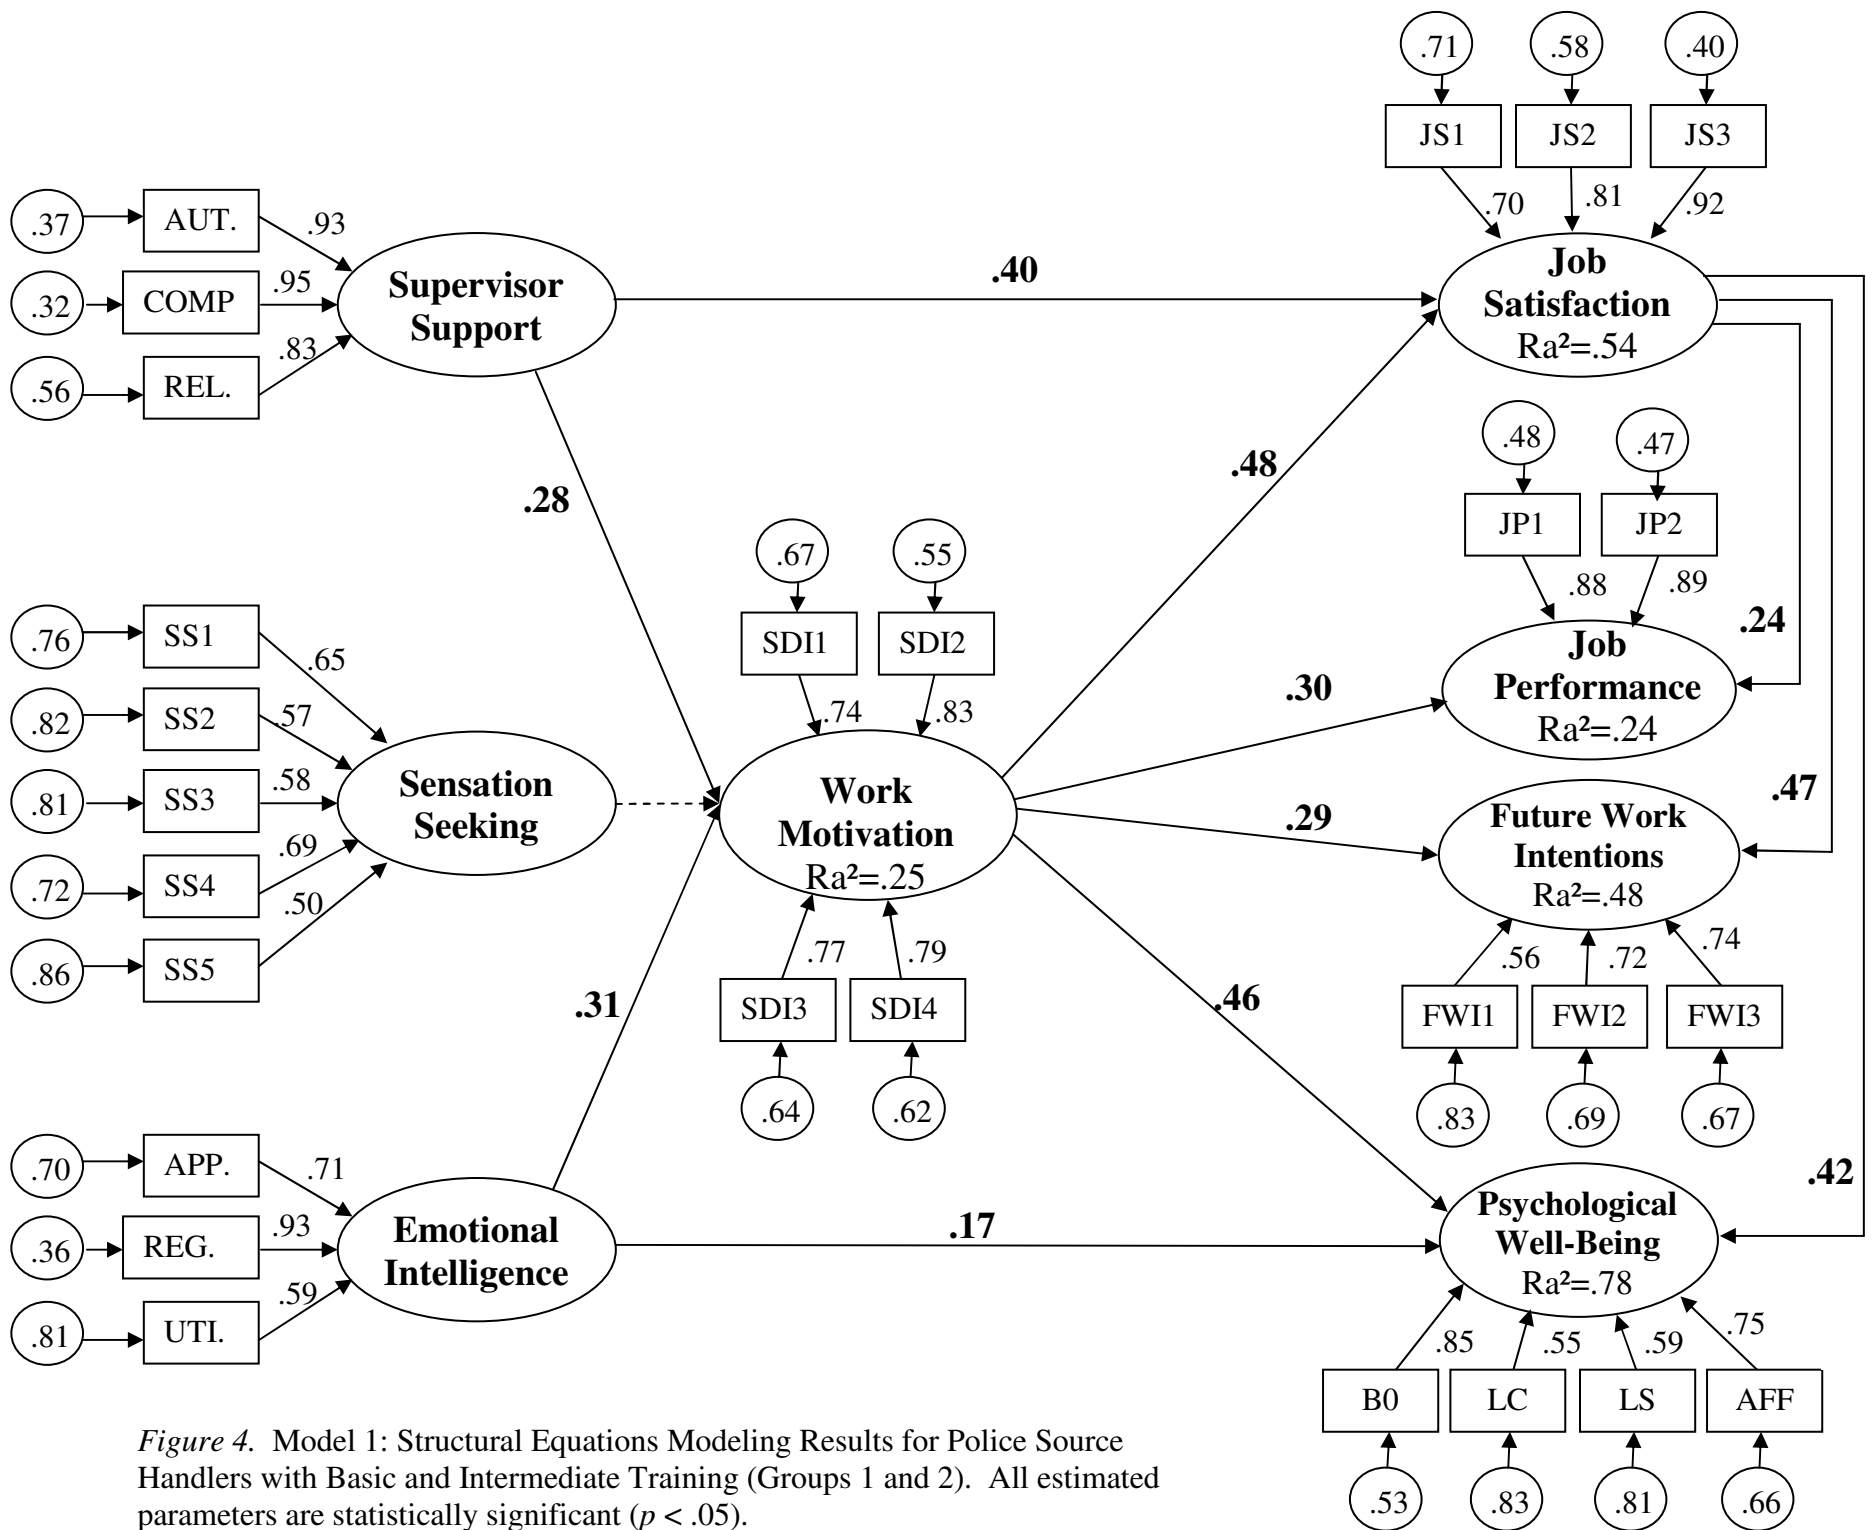 .71
.58
.40
JS1
JS2
JS3
.70
.81
.92
.37
AUT.
.93
.32
COMP
.95
.56
REL.
.83
Supervisor
Support
.40
Job
Satisfaction
Ra²=.54
.28
.48
.48
.47
JP1
JP2
.88
.89
.24
Job
Performance
Ra²=.24
.67
.55
SDI1
SDI2
.74
.83
.76
SS1
.65
.82
SS2
.57
.81
SS3
.58
.72
SS4
.69
.86
SS5
.50
Sensation
Seeking
Work
Motivation
Ra²=.25
.30
.29
.47
Future Work
Intentions
Ra²=.48
.77
.79
SDI3
SDI4
.64
.62
.56
.72
.74
FWI1
FWI2
FWI3
.83
.69
.67
.31
.46
.70
APP.
.71
.36
REG.
.93
.81
UTI.
.59
Emotional
Intelligence
.17
.42
Psychological
Well-Being
Ra²=.78
.85
.55
.59
.75
B0
LC
LS
AFF
.53
.83
.81
.66
Figure 4. Model 1: Structural Equations Modeling Results for Police Source
Handlers with Basic and Intermediate Training (Groups 1 and 2). All estimated
parameters are statistically significant (p < .05).